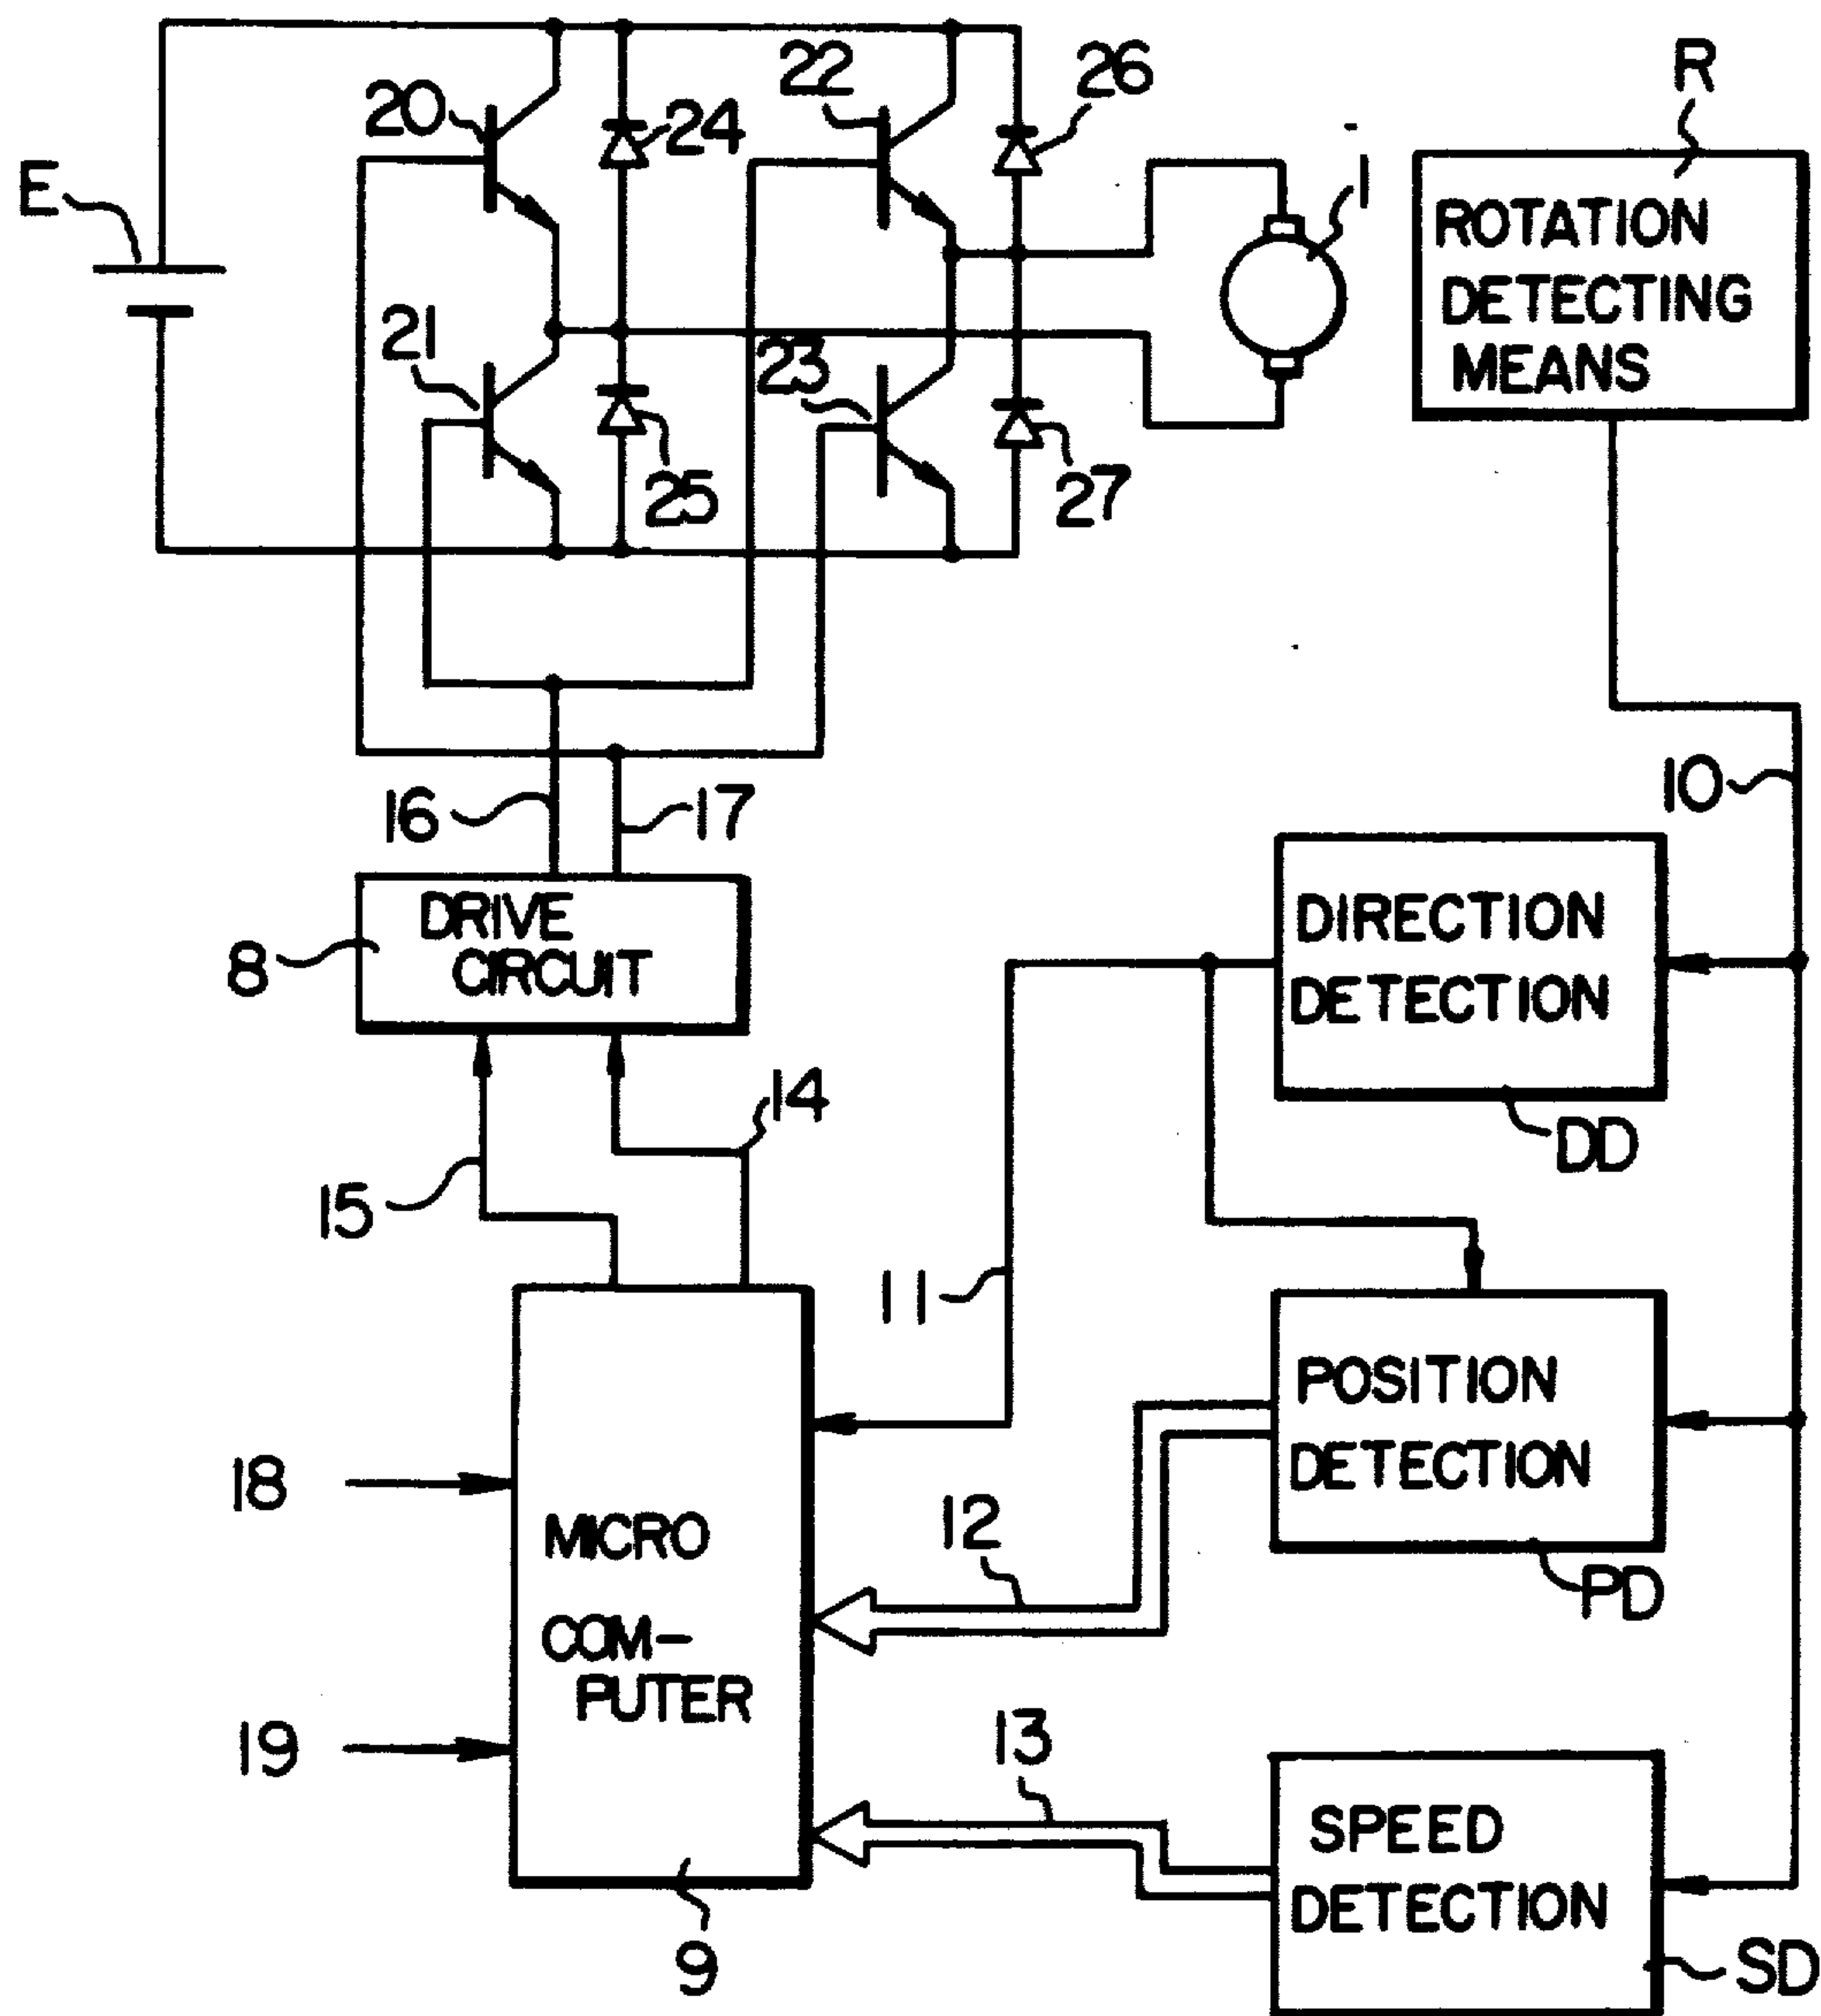 E
20
24
22
26
1
R
ROTATION
DETECTING
MEANS
21
25
23
27
10
16
17
DRIVE
CIRCUIT
8
DIRECTION
DETECTION
DD
14
15
11
POSITION
DETECTION
PD
18
MICRO
COM-
PUTER
12
19
13
SPEED
DETECTION
SD
9